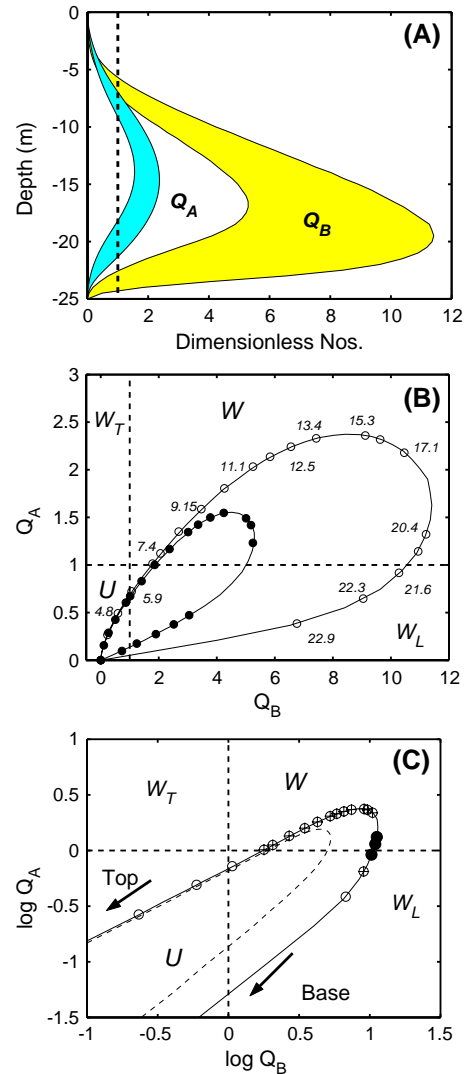 (A)
0
-5
-10
-15
-20
-25
Depth (m)
Q_A
Q_B
0 2 4 6 8 10 12
Dimensionless Nos.
(B)
3
2.5
2
1.5
1
0.5
0
Q_A
W_T
W
U
W_L
4.8
5.9
7.4
9.15
11.1
12.5
13.4
15.3
17.1
20.4
21.6
22.3
22.9
0 2 4 6 8 10 12
Q_B
(C)
1
0.5
0
-0.5
-1
-1.5
log Q_A
W_T
W
Top
U
W_L
Base
-1 -0.5 0 0.5 1 1.5
log Q_B